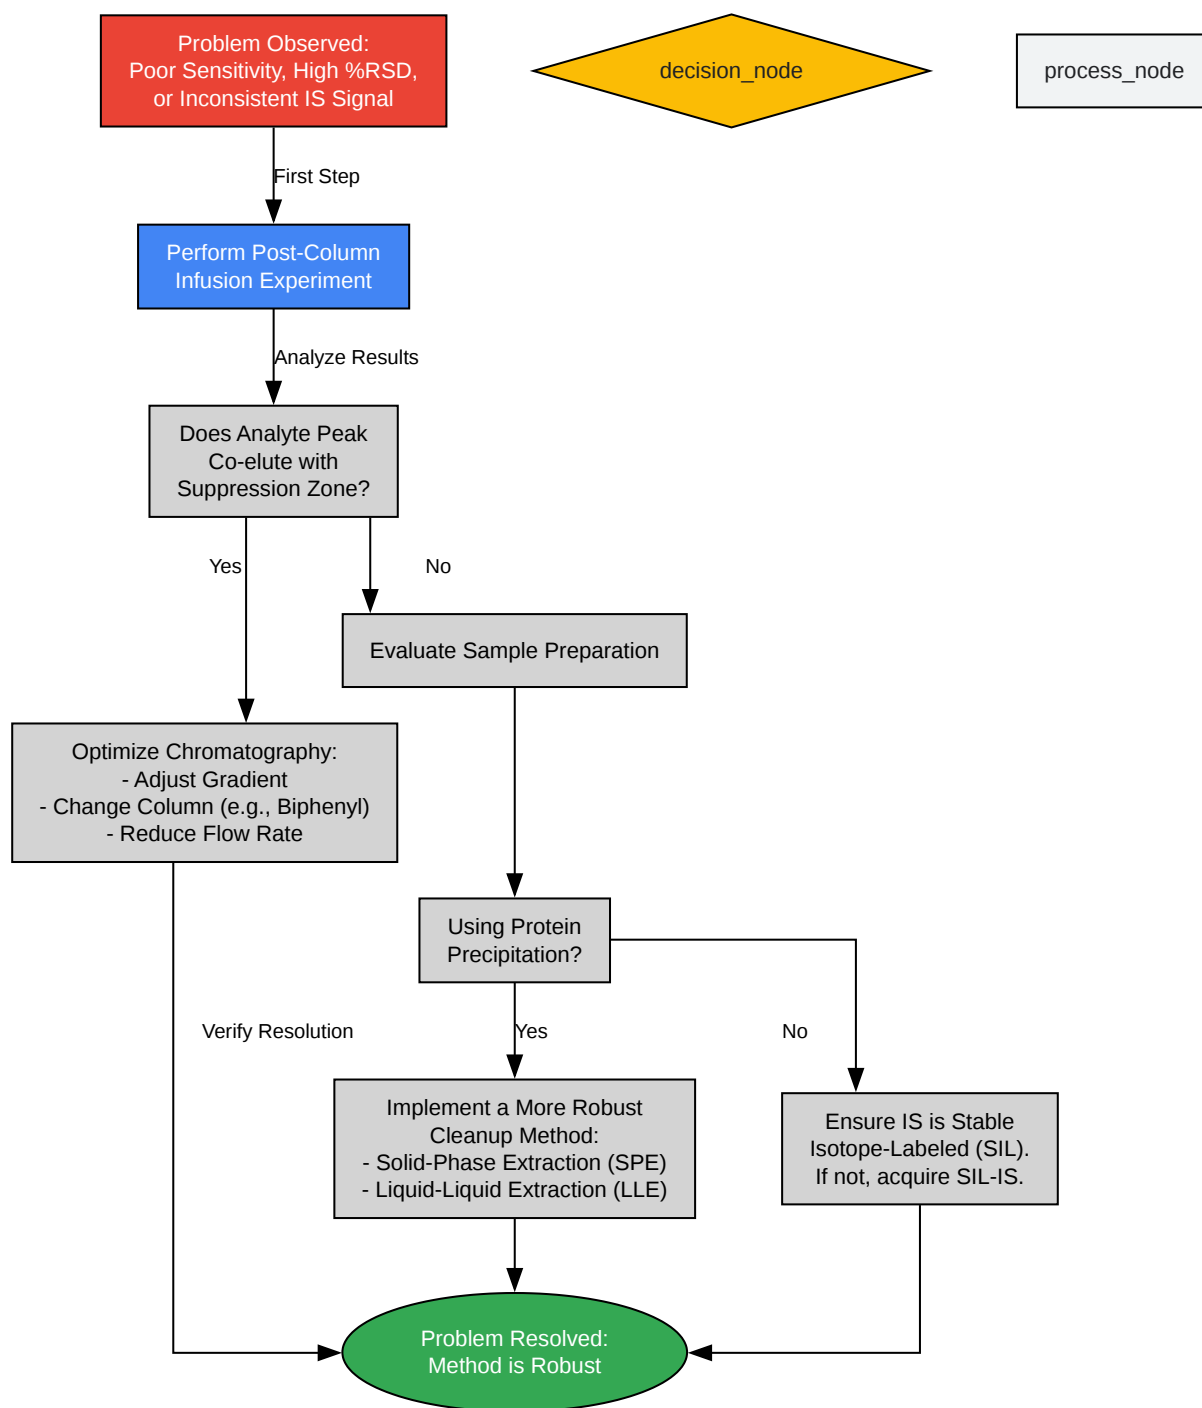 Problem Observed:
Poor Sensitivity, High %RSD,
or Inconsistent IS Signal
decision_node
process_node
First Step
Perform Post-Column
Infusion Experiment
Analyze Results
Does Analyte Peak
Co-elute with
Suppression Zone?
Yes
No
Evaluate Sample Preparation
Optimize Chromatography:
- Adjust Gradient
- Change Column (e.g., Biphenyl)
- Reduce Flow Rate
Using Protein
Precipitation?
Verify Resolution
Yes
No
Implement a More Robust
Cleanup Method:
- Solid-Phase Extraction (SPE)
- Liquid-Liquid Extraction (LLE)
Ensure IS is Stable
Isotope-Labeled (SIL).
If not, acquire SIL-IS.
Problem Resolved:
Method is Robust